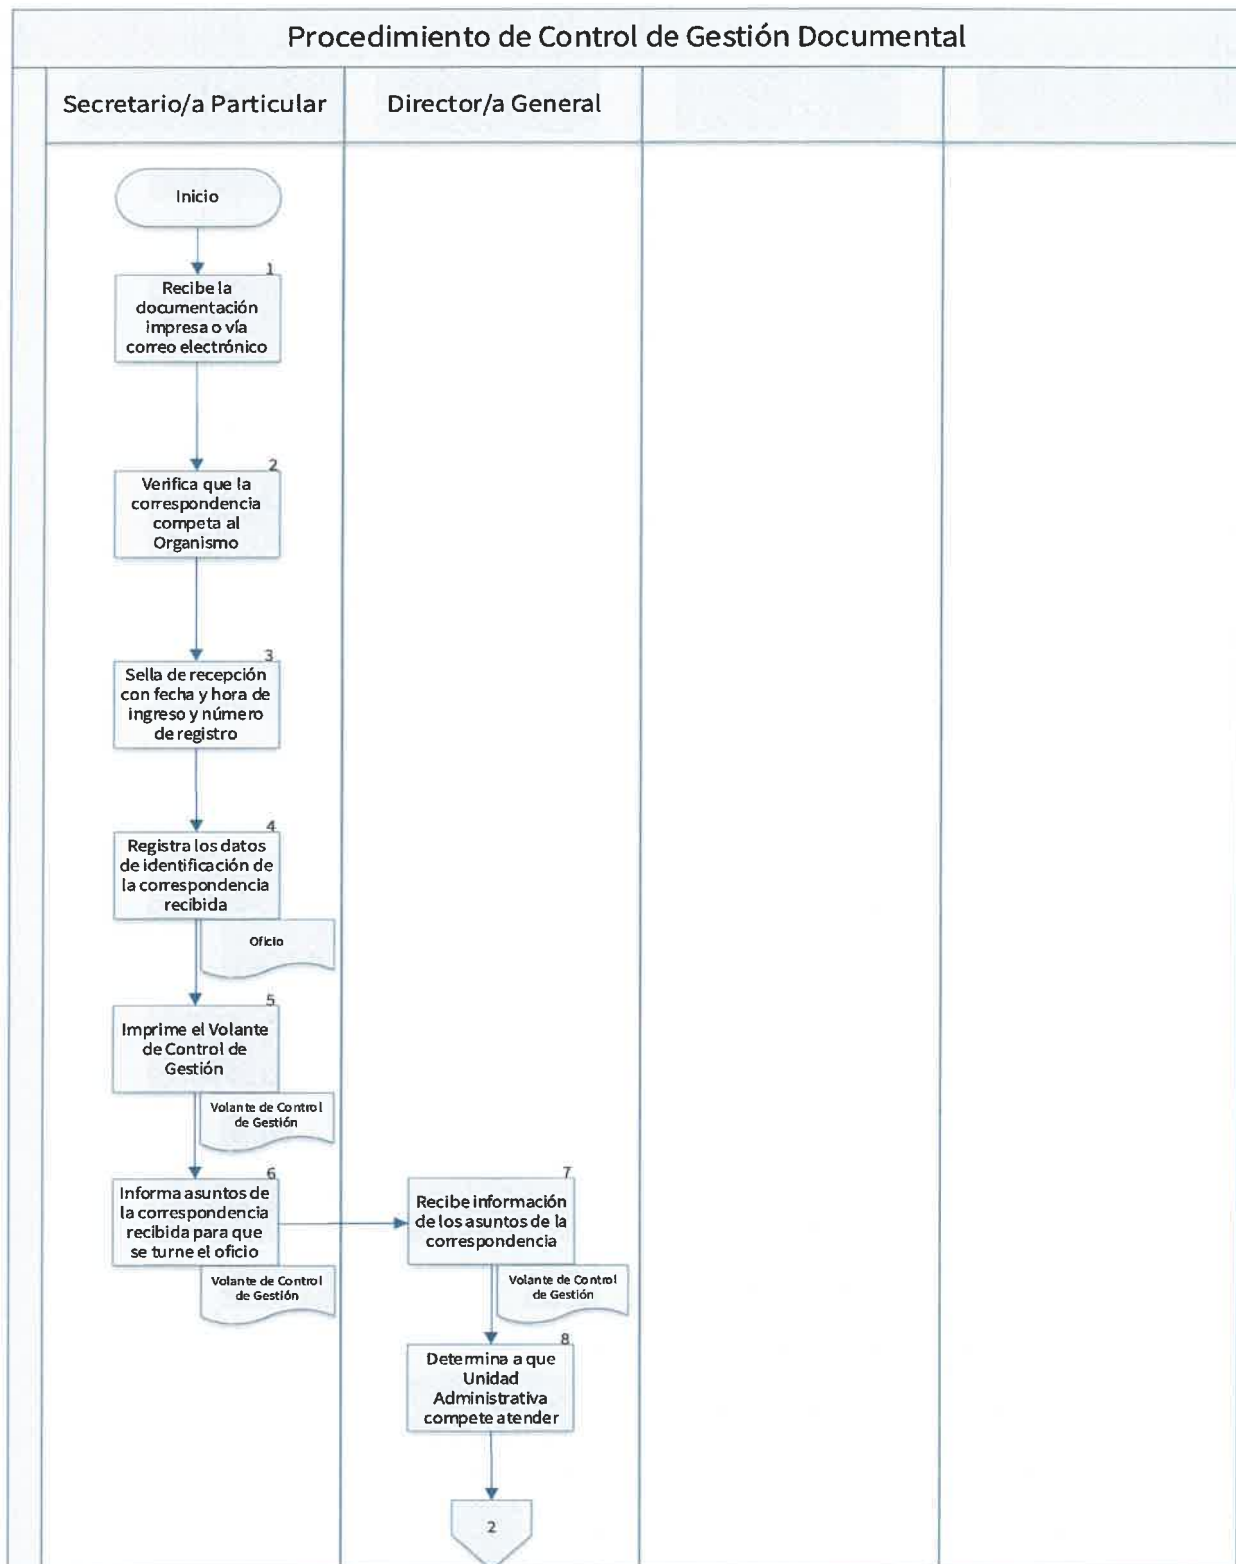 Procedimiento de Control de Gestión Documental
Secretario/a Particular
Director/a General
Inicio
1
Recibe la
documentación
impresa o vía
correo electrónico
2
Verifica que la
correspondencia
competa al
Organismo
3
Sella de recepción
con fecha y hora de
ingreso y número
de registro
4
Registra los datos
de identificación de
la correspondencia
recibida
Oficio
5
Imprime el Volante
de Control de
Gestión
Volante de Control
de Gestión
6
Informa asuntos de
la correspondencia
recibida para que
se turne el oficio
Volante de Control
de Gestión
7
Recibe información
de los asuntos de la
correspondencia
Volante de Control
de Gestión
8
Determina a que
Unidad
Administrativa
compete atender
2